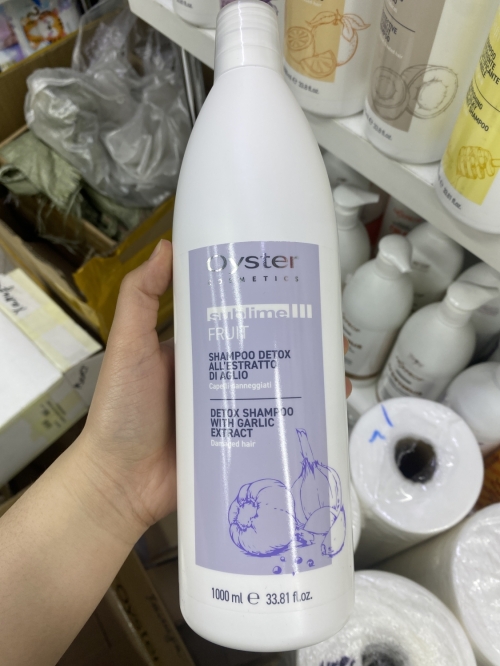 Oyster
COSMETICS
sublime
FRUIT
SHAMPOO DETOX
ALL'ESTRATTO
DI AGLIO
Capelli danneggiati
DETOX SHAMPOO
WITH GARLIC
EXTRACT
Damaged hair
1000 ml e 33.81 fl.oz.
SHAMPOO